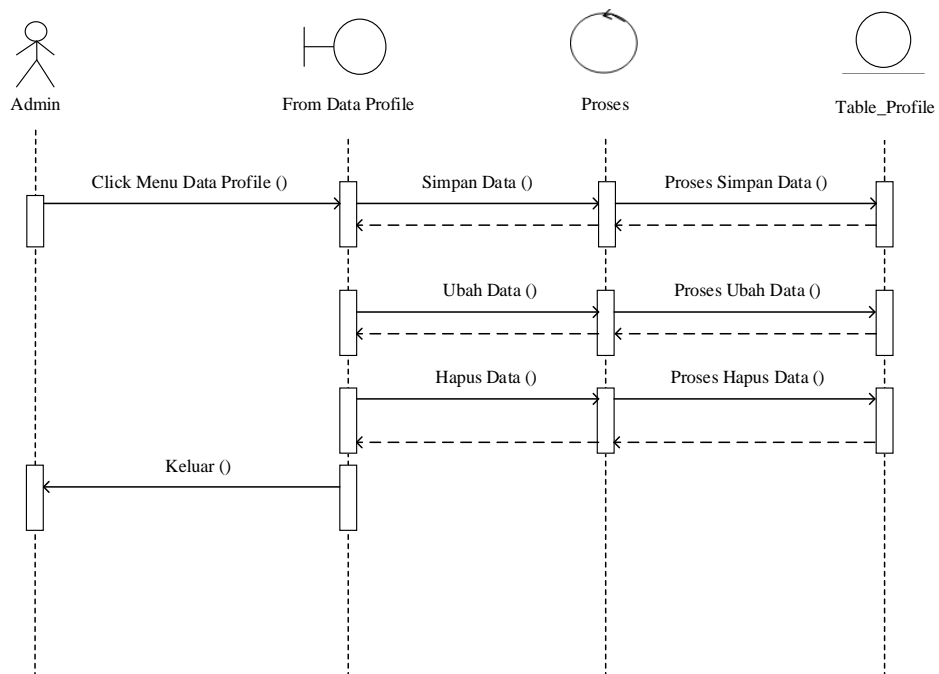 Admin
From Data Profile
Proses
Table_Profile
Click Menu Data Profile ()
Simpan Data ()
Proses Simpan Data ()
Ubah Data ()
Proses Ubah Data ()
Hapus Data ()
Proses Hapus Data ()
Keluar ()